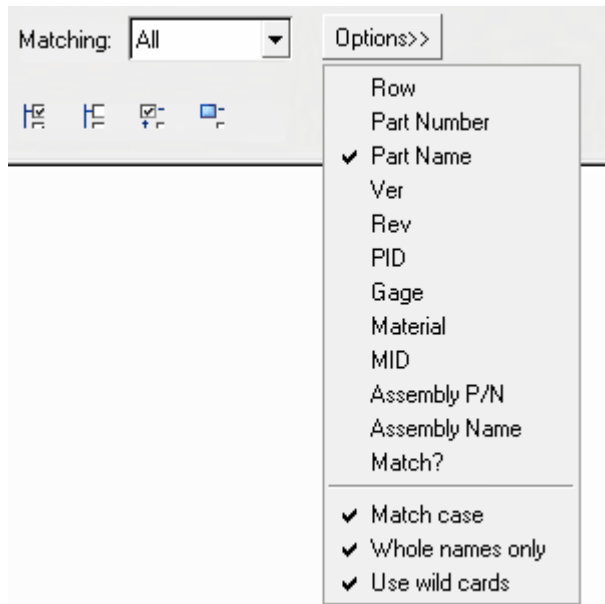 Matching: All Options>>
Row
Part Number
Part Name
Ver
Rev
PID
Gage
Material
MID
Assembly P/N
Assembly Name
Match?
Match case
Whole names only
Use wild cards